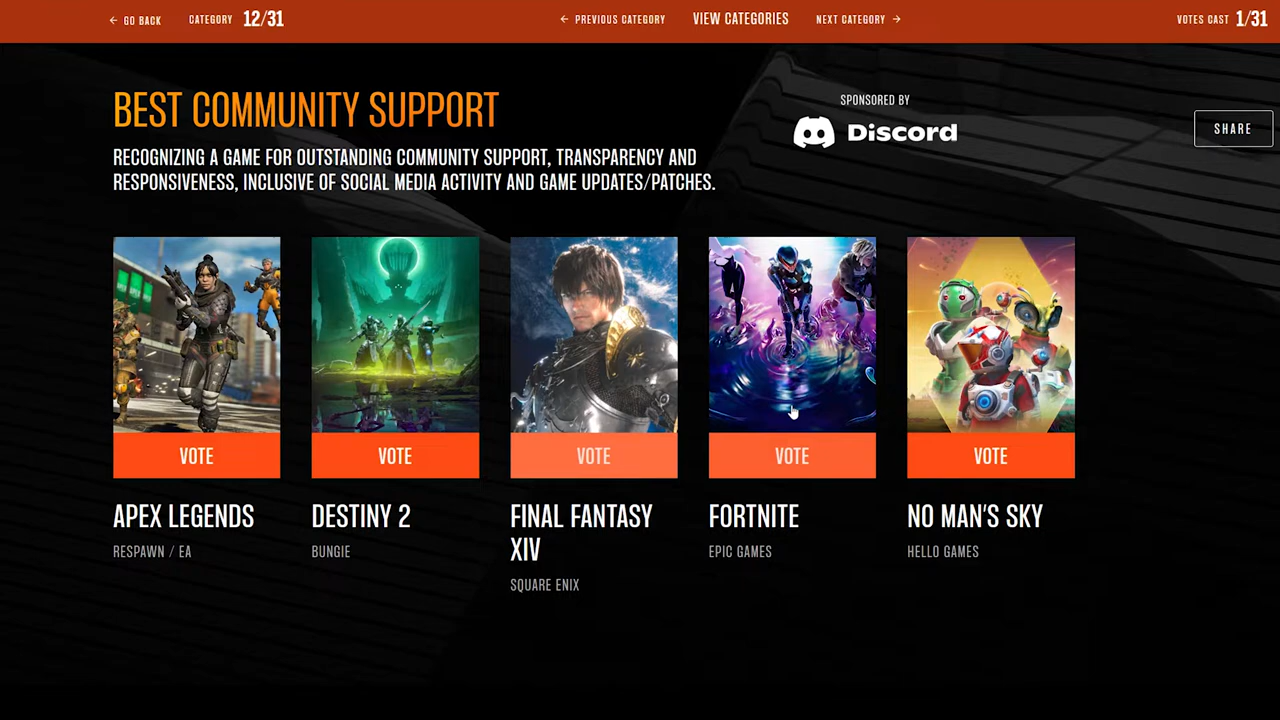 ← GO BACK
CATEGORY 12/31
← PREVIOUS CATEGORY
VIEW CATEGORIES
NEXT CATEGORY →
VOTES CAST 1/31
BEST COMMUNITY SUPPORT
SPONSORED BY
Discord
SHARE
RECOGNIZING A GAME FOR OUTSTANDING COMMUNITY SUPPORT, TRANSPARENCY AND
RESPONSIVENESS, INCLUSIVE OF SOCIAL MEDIA ACTIVITY AND GAME UPDATES/PATCHES.
VOTE
VOTE
VOTE
VOTE
VOTE
APEX LEGENDS
RESPAWN / EA
DESTINY 2
BUNGIE
FINAL FANTASY
XIV
SQUARE ENIX
FORTNITE
EPIC GAMES
NO MAN'S SKY
HELLO GAMES